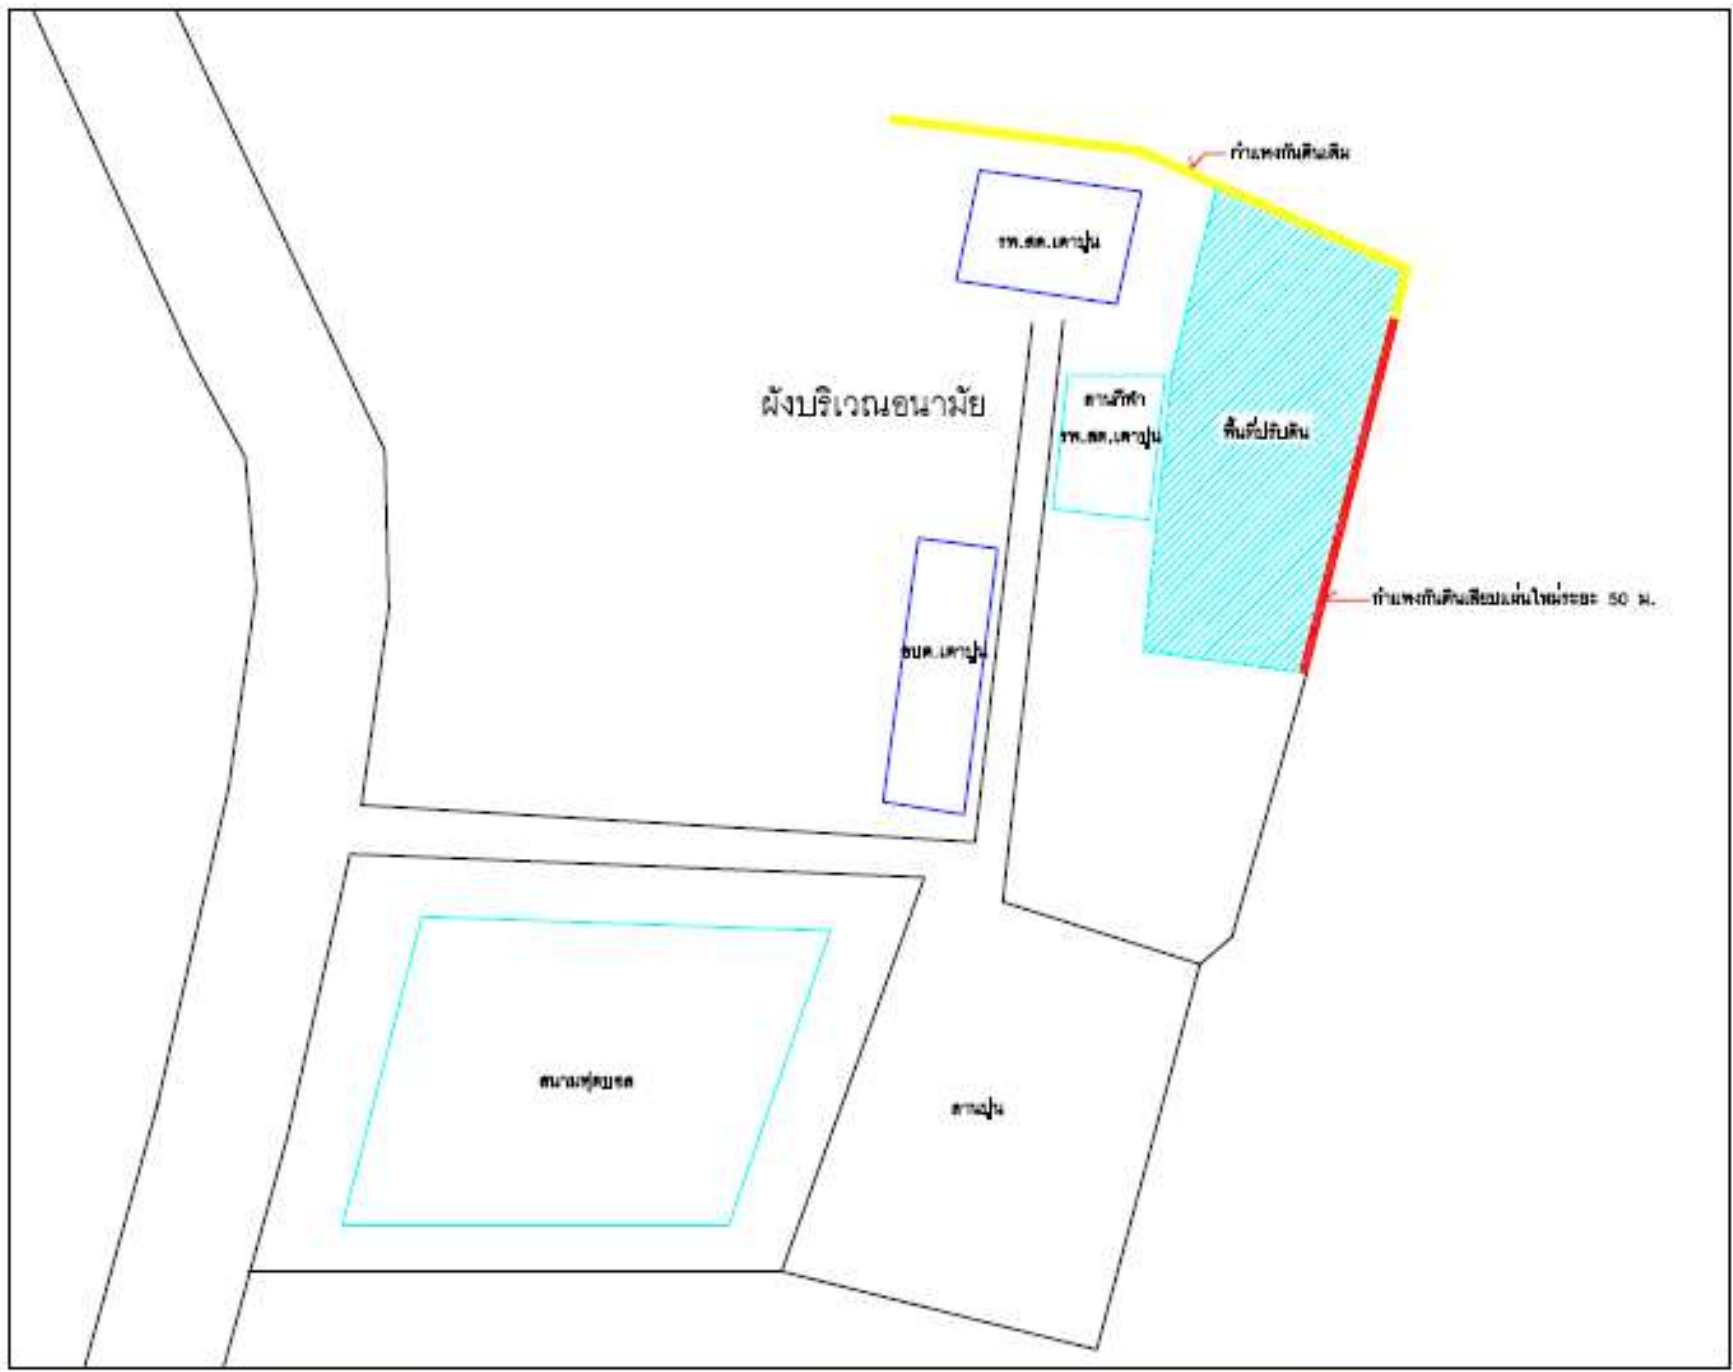 กำแพงกันดินเดิม
รพ.สต.เตาปูน
ผังบริเวณอนามัย
ลานกีฬา
รพ.สต.เตาปูน
พื้นที่ปรับดิน
กำแพงกันดินเสียบแผ่นใหม่ระยะ 50 ม.
อบต.เตาปูน
สนามฟุตบอล
ลานปูน